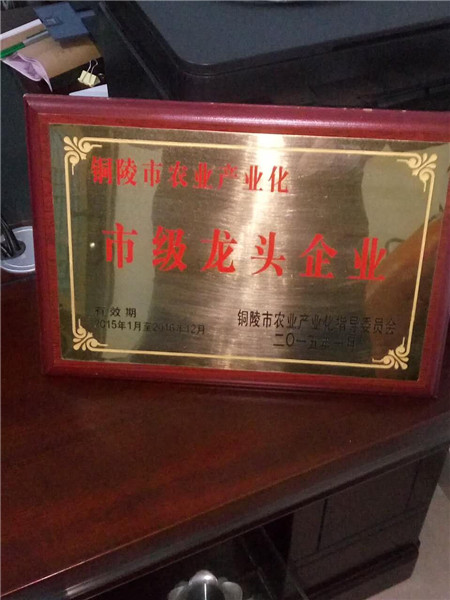 铜陵市农业产业化
市级龙头企业
有效期
2015年1月至2016年12月
铜陵市农业产业化指导委员会
二〇一五年一月